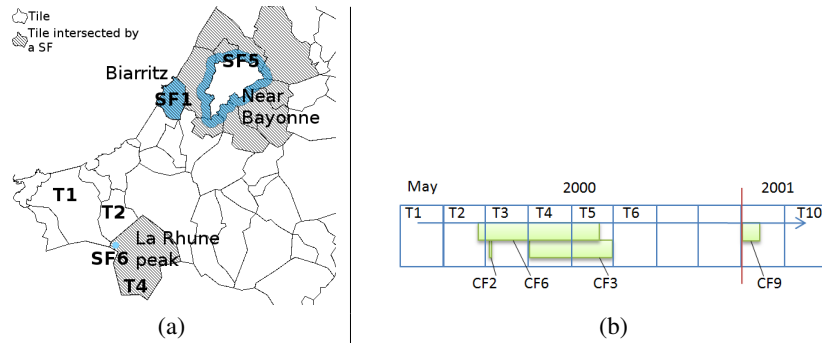 Tile
Tile intersected by
a SF
Biarritz
SF5
SF1
Near
Bayonne
T1
T2
La Rhune
peak
SF6
T4
(a)
May 2000 2001
T1 T2 T3 T4 T5 T6 T10
CF2 CF6 CF3 CF9
(b)